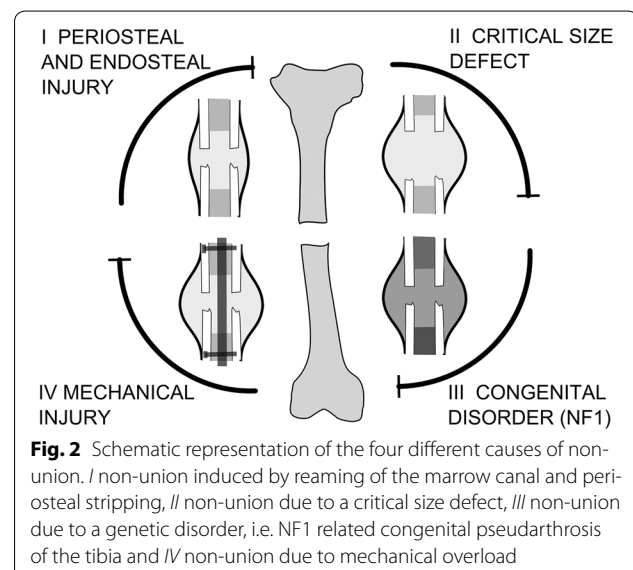 I PERIOSTEAL
AND ENDOSTEAL
INJURY
II CRITICAL SIZE
DEFECT
IV MECHANICAL
INJURY
III CONGENITAL
DISORDER (NF1)
Fig. 2 Schematic representation of the four different causes of non-
union. I non-union induced by reaming of the marrow canal and peri-
osteal stripping, II non-union due to a critical size defect, III non-union
due to a genetic disorder, i.e. NF1 related congenital pseudarthrosis
of the tibia and IV non-union due to mechanical overload